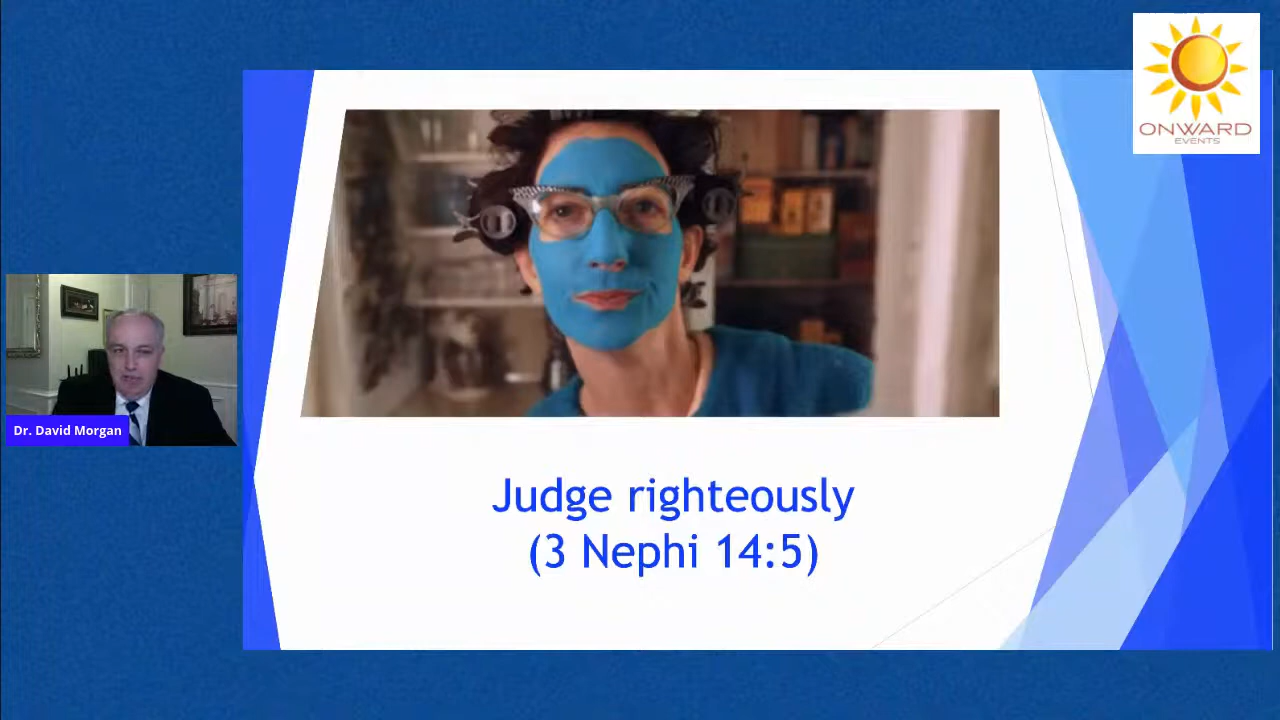 ONWARD
EVENTS
Dr. David Morgan
Judge righteously
(3 Nephi 14:5)